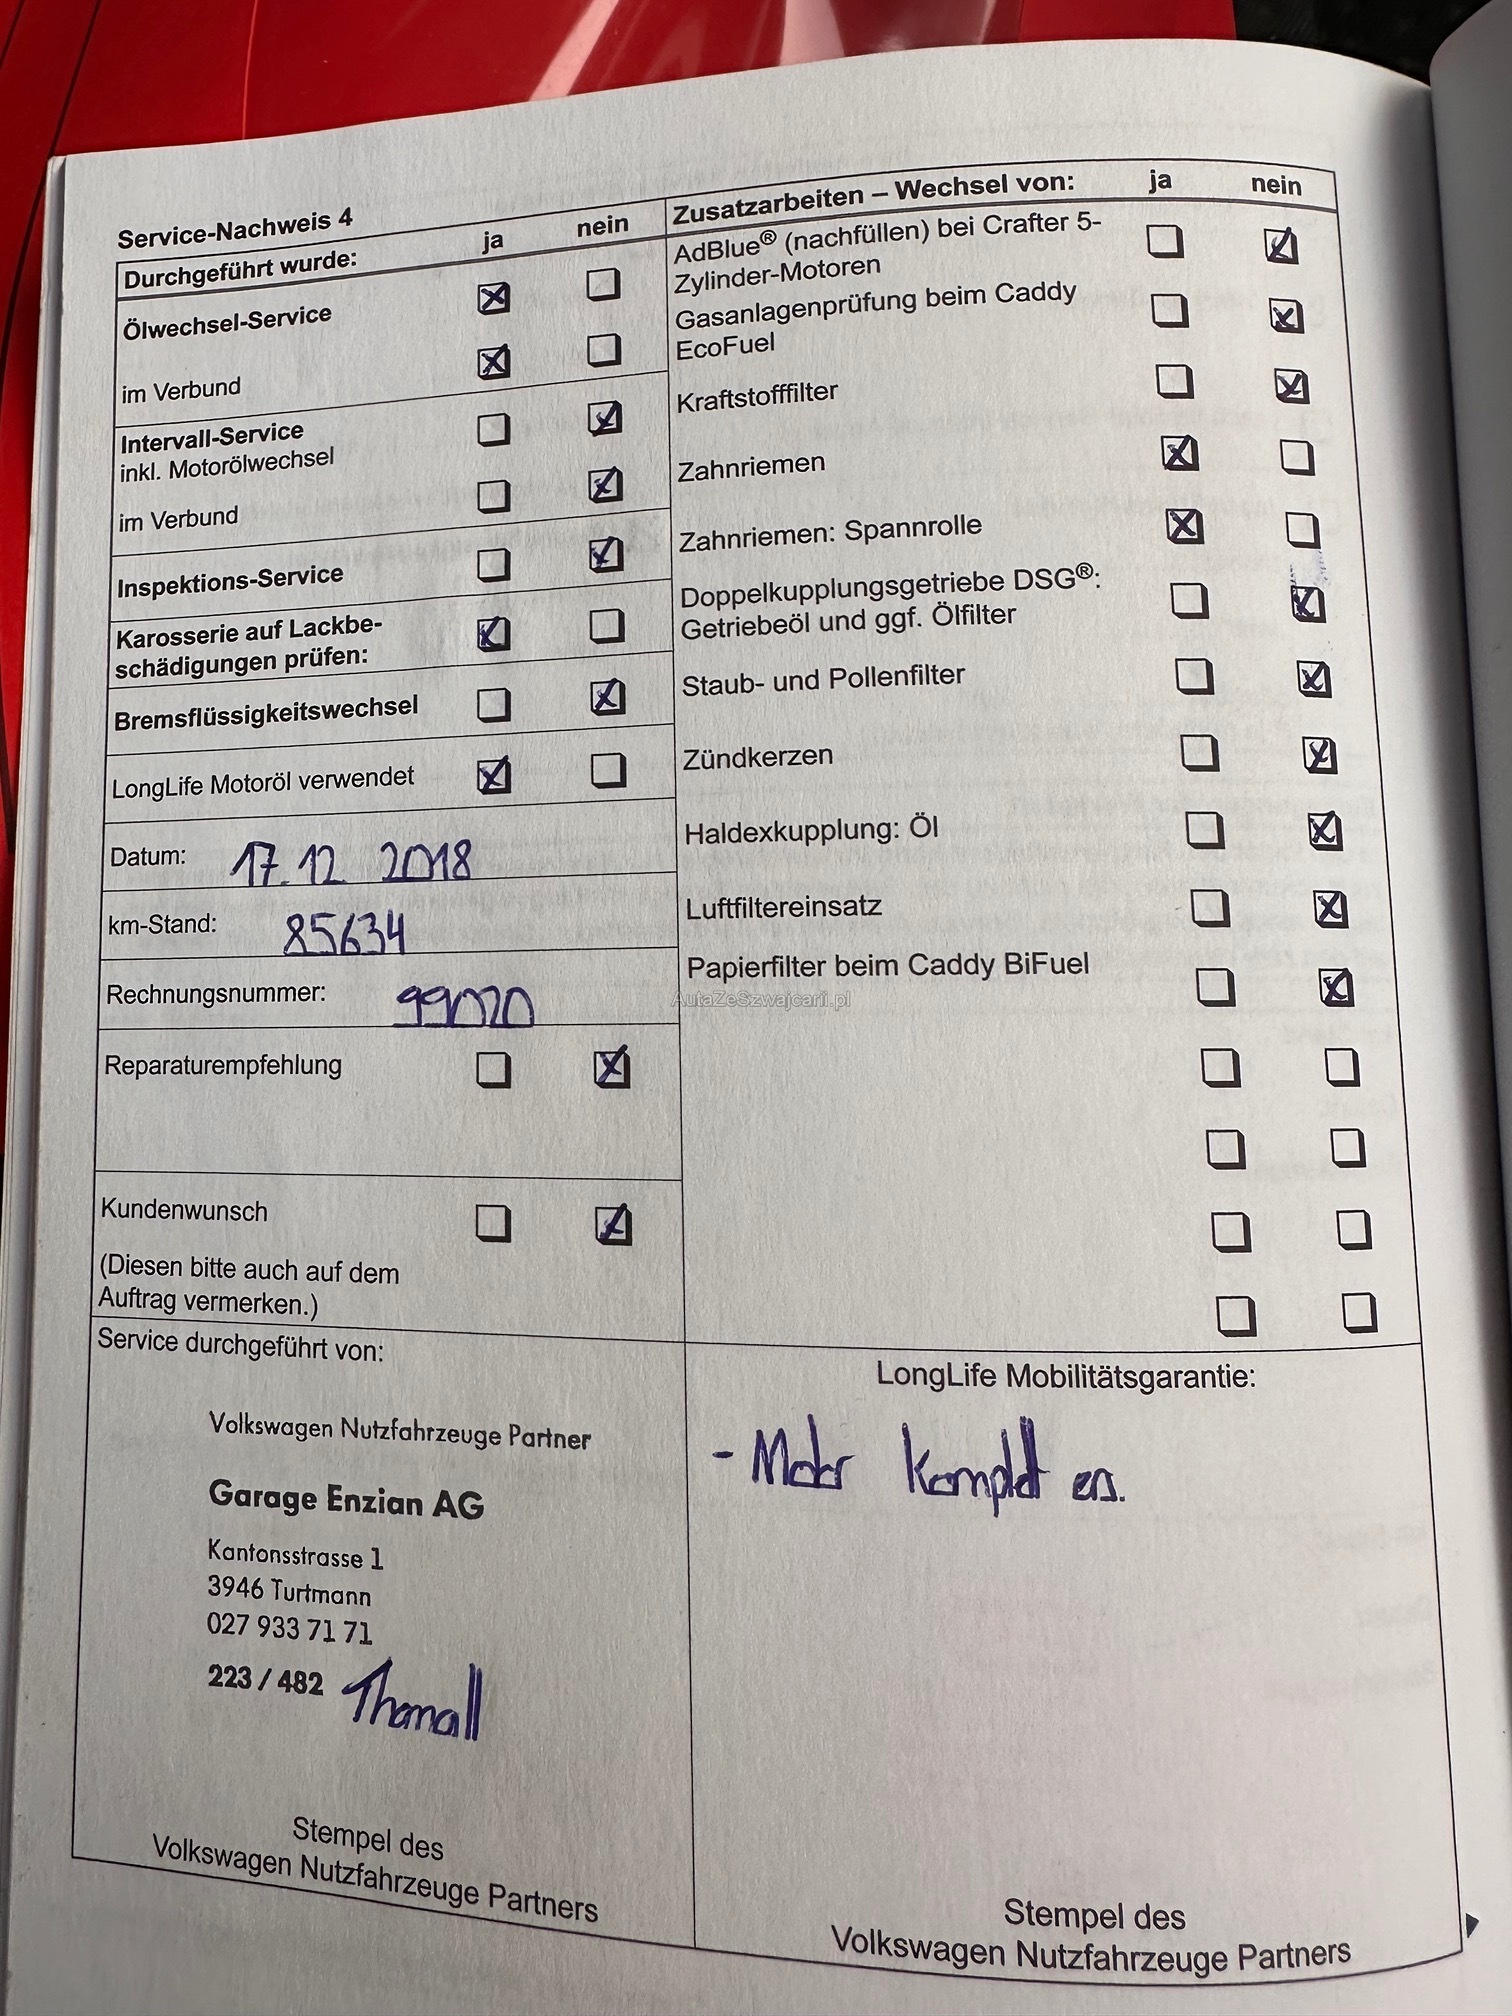 Service-Nachweis 4
Durchgeführt wurde: ja nein
Ölwechsel-Service
im Verbund
Intervall-Service
inkl. Motorölwechsel
im Verbund
Inspektions-Service
Karosserie auf Lackbe-
schädigungen prüfen:
Bremsflüssigkeitswechsel
LongLife Motoröl verwendet
Datum: 17.12.2018
km-Stand: 85634
Rechnungsnummer: 99020
Reparaturempfehlung
Kundenwunsch
(Diesen bitte auch auf dem
Auftrag vermerken.)
Service durchgeführt von:
Volkswagen Nutzfahrzeuge Partner
Garage Enzian AG
Kantonsstrasse 1
3946 Turtmann
027 933 71 71
223 / 482
Stempel des
Volkswagen Nutzfahrzeuge Partners
Zusatzarbeiten – Wechsel von: ja nein
AdBlue® (nachfüllen) bei Crafter 5-
Zylinder-Motoren
Gasanlagenprüfung beim Caddy
EcoFuel
Kraftstofffilter
Zahnriemen
Zahnriemen: Spannrolle
Doppelkupplungsgetriebe DSG®:
Getriebeöl und ggf. Ölfilter
Staub- und Pollenfilter
Zündkerzen
Haldexkupplung: Öl
Luftfiltereinsatz
Papierfilter beim Caddy BiFuel
AutaZeSzwajcarii.pl
LongLife Mobilitätsgarantie:
- Motor komplet ers.
Stempel des
Volkswagen Nutzfahrzeuge Partners